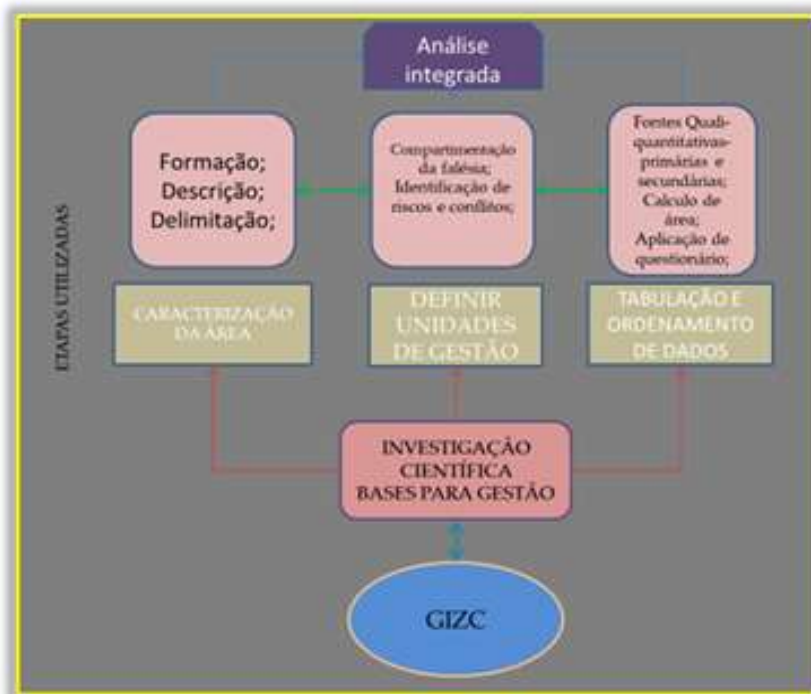 Análise
integrada
Formação;
Descrição;
Delimitação;
Compartimentação
da falésia;
Identificação de
riscos e conflitos;
Fontes Quali-
quantitativas-
primárias e
secundárias;
Calculo de
área;
Aplicação de
questionário;
ETAPAS UTILIZADAS
CARACTERIZAÇÃO
DA ÁREA
DEFINIR
UNIDADES
DE GESTÃO
TABULAÇÃO E
ORDENAMENTO
DE DADOS
INVESTIGAÇÃO
CIENTÍFICA
BASES PARA GESTÃO
GIZC